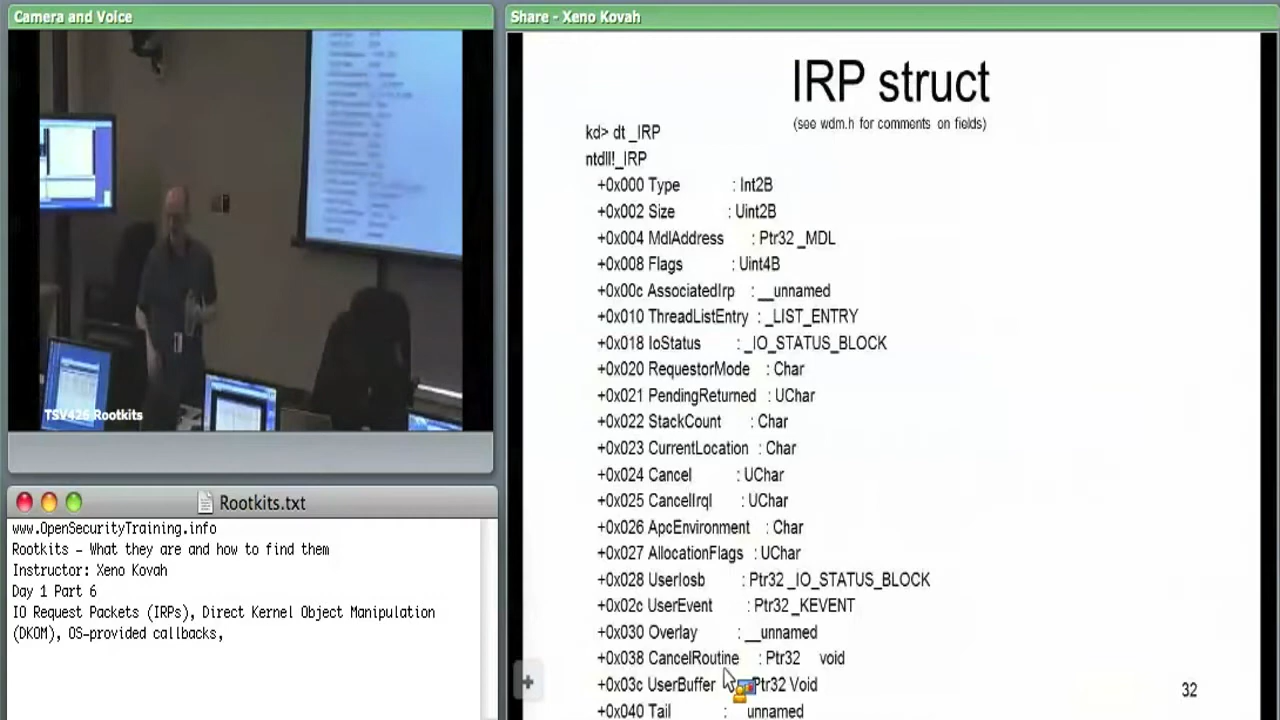 Camera and Voice
TSV426 Rootkits
Rootkits.txt
www.OpenSecurityTraining.info
Rootkits - What they are and how to find them
Instructor: Xeno Kovah
Day 1 Part 6
IO Request Packets (IRPs), Direct Kernel Object Manipulation
(DKOM), OS-provided callbacks,
Share - Xeno Kovah
IRP struct
(see wdm.h for comments on fields)
kd> dt _IRP
ntdll!_IRP
+0x000 Type : Int2B
+0x002 Size : Uint2B
+0x004 MdlAddress : Ptr32 _MDL
+0x008 Flags : Uint4B
+0x00c AssociatedIrp : __unnamed
+0x010 ThreadListEntry : _LIST_ENTRY
+0x018 IoStatus : _IO_STATUS_BLOCK
+0x020 RequestorMode : Char
+0x021 PendingReturned : UChar
+0x022 StackCount : Char
+0x023 CurrentLocation : Char
+0x024 Cancel : UChar
+0x025 CancelIrql : UChar
+0x026 ApcEnvironment : Char
+0x027 AllocationFlags : UChar
+0x028 UserIosb : Ptr32 _IO_STATUS_BLOCK
+0x02c UserEvent : Ptr32 _KEVENT
+0x030 Overlay : __unnamed
+0x038 CancelRoutine : Ptr32 void
+0x03c UserBuffer : Ptr32 Void
+0x040 Tail : __unnamed
32